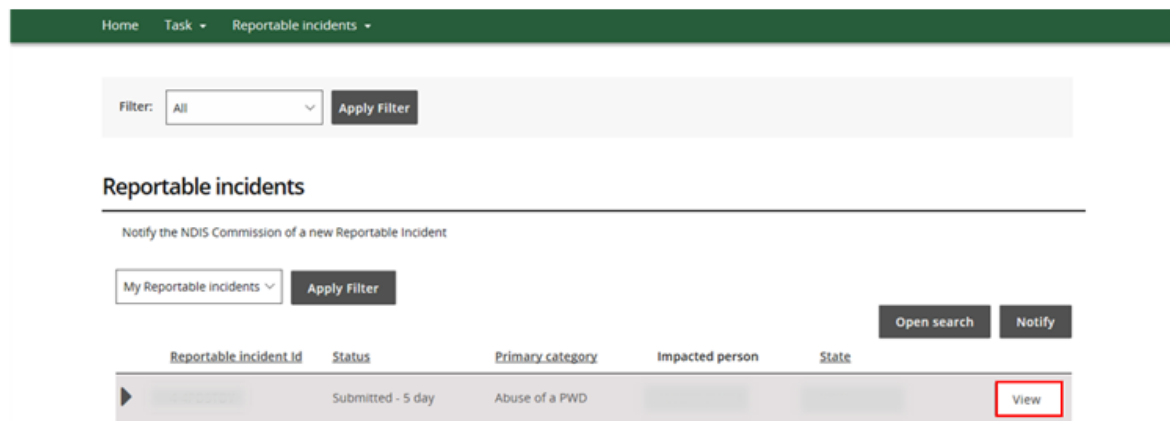 Home Task Reportable incidents
Filter: All Apply Filter
Reportable incidents
Notify the NDIS Commission of a new Reportable Incident
My Reportable incidents Apply Filter
Open search Notify
Reportable incident Id Status Primary category Impacted person State
Submitted - 5 day Abuse of a PWD View